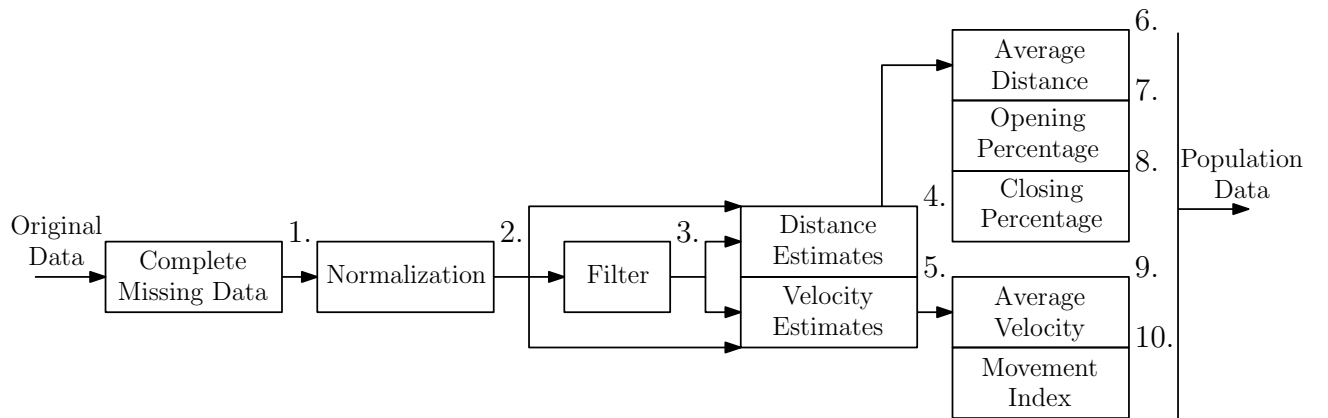 Original
Data
Complete
Missing Data
1.
Normalization
2.
Filter
3.
Distance
Estimates
4.
Velocity
Estimates
5.
Average
Distance
6.
Opening
Percentage
7.
Closing
Percentage
8.
Average
Velocity
9.
Movement
Index
10.
Population
Data